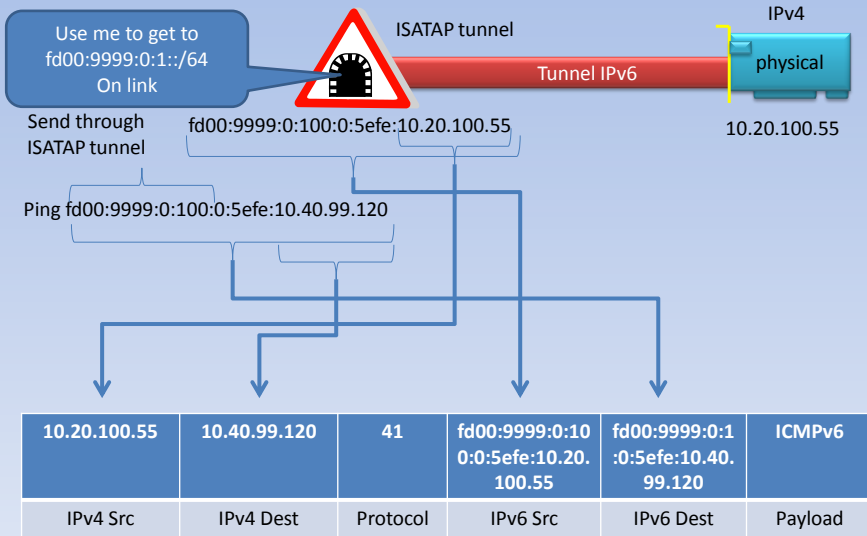 Use me to get to
fd00:9999:0:1::/64
On link
ISATAP tunnel
IPv4
Tunnel IPv6
physical
10.20.100.55
Send through
ISATAP tunnel
fd00:9999:0:100:0:5efe:10.20.100.55
Ping fd00:9999:0:100:0:5efe:10.40.99.120
10.20.100.55
10.40.99.120
41
fd00:9999:0:10
0:0:5efe:10.20.
100.55
fd00:9999:0:1
:0:5efe:10.40.
99.120
ICMPv6
IPv4 Src
IPv4 Dest
Protocol
IPv6 Src
IPv6 Dest
Payload